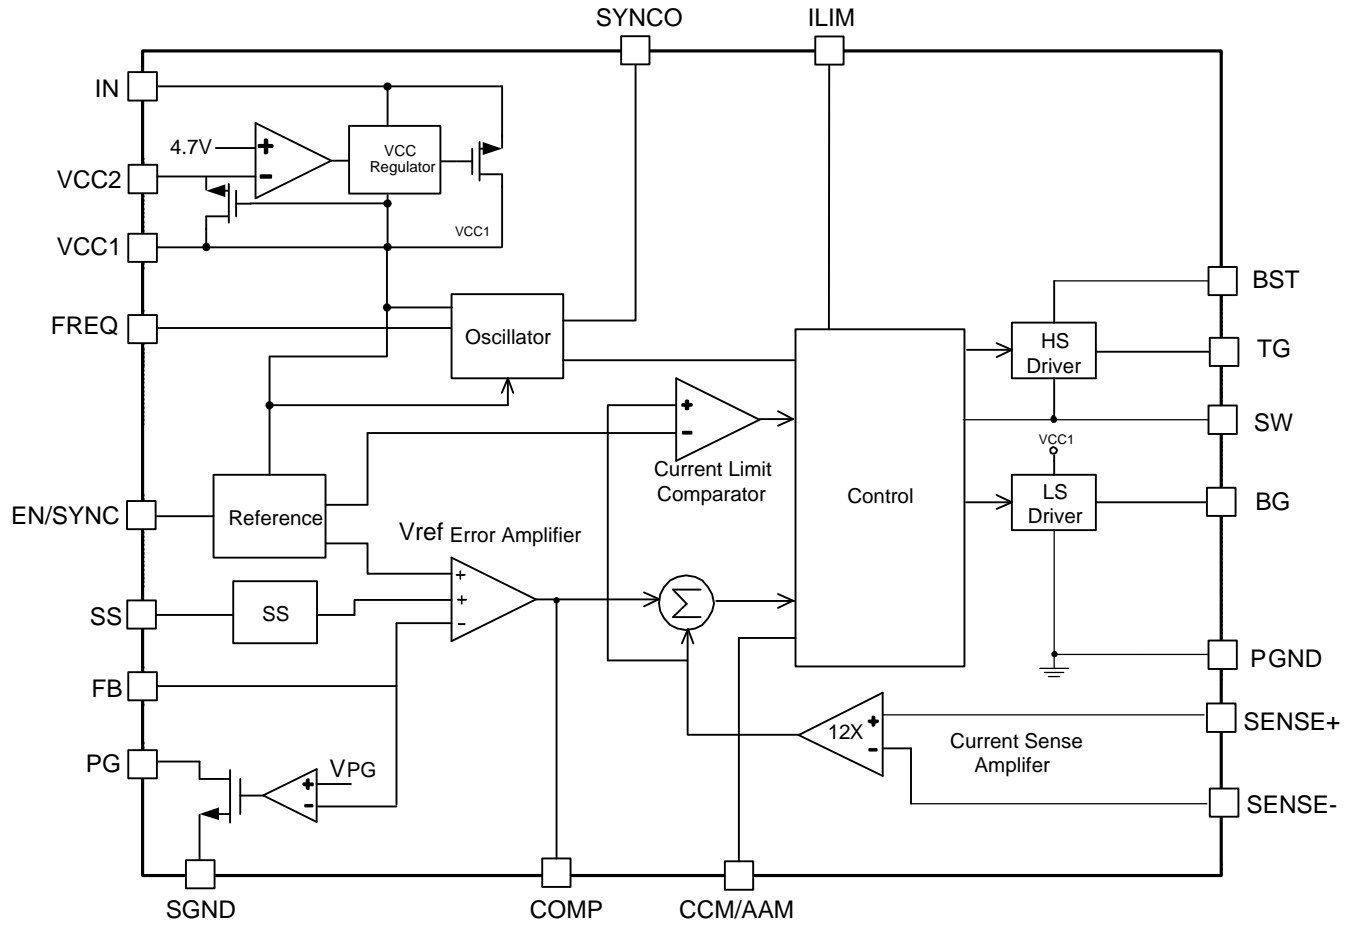 SYNCO
ILIM
IN
4.7V
+
-
VCC
Regulator
VCC2
VCC1
VCC1
FREQ
Oscillator
BST
HS
Driver
TG
SW
+
-
Current Limit
Comparator
VCC1
LS
Driver
BG
Control
EN/SYNC
Reference
Vref Error Amplifier
+
+
-
SS
SS
Σ
FB
PGND
12X
+
-
Current Sense
Amplifer
SENSE+
SENSE-
PG
VPG
+
-
SGND
COMP
CCM/AAM